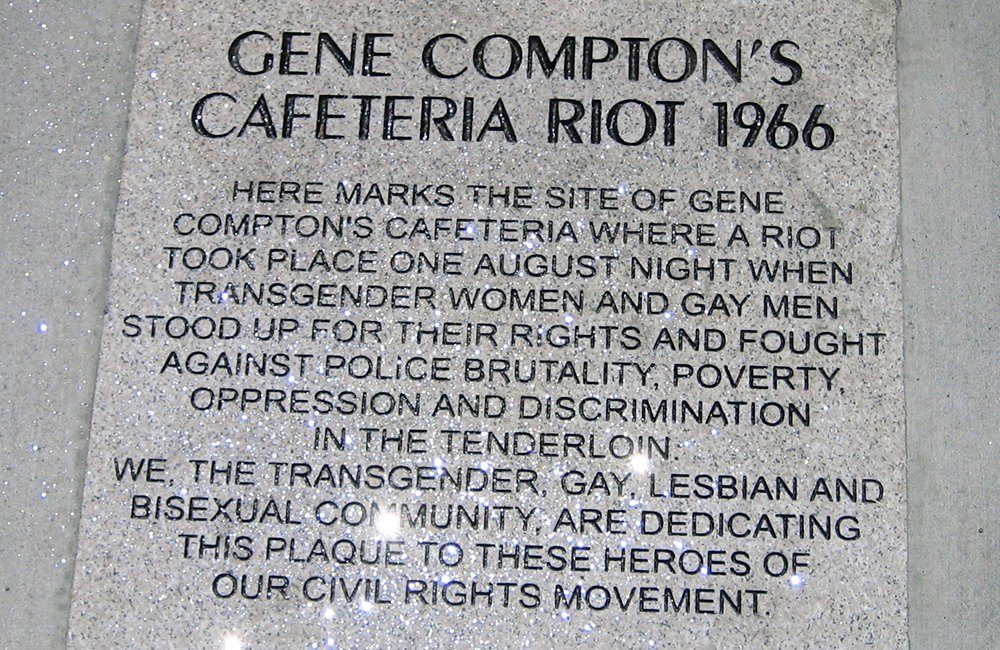 GENE COMPTON'S
CAFETERIA RIOT 1966
HERE MARKS THE SITE OF GENE
COMPTON'S CAFETERIA WHERE A RIOT
TOOK PLACE ONE AUGUST NIGHT WHEN
TRANSGENDER WOMEN AND GAY MEN
STOOD UP FOR THEIR RiGHTS AND FOUGHT
AGAINST POLiCE BRUTALITY, POVERTY,
OPPRESSION AND DISCRIMINATION
IN THE TENDERLOIN.
WE, THE TRANSGENDER, GAY, LESBIAN AND
BISEXUAL COMMUNITY, ARE DEDICATING
THIS PLAQUE TO THESE HEROES OF
OUR CIVIL RIGHTS MOVEMENT.